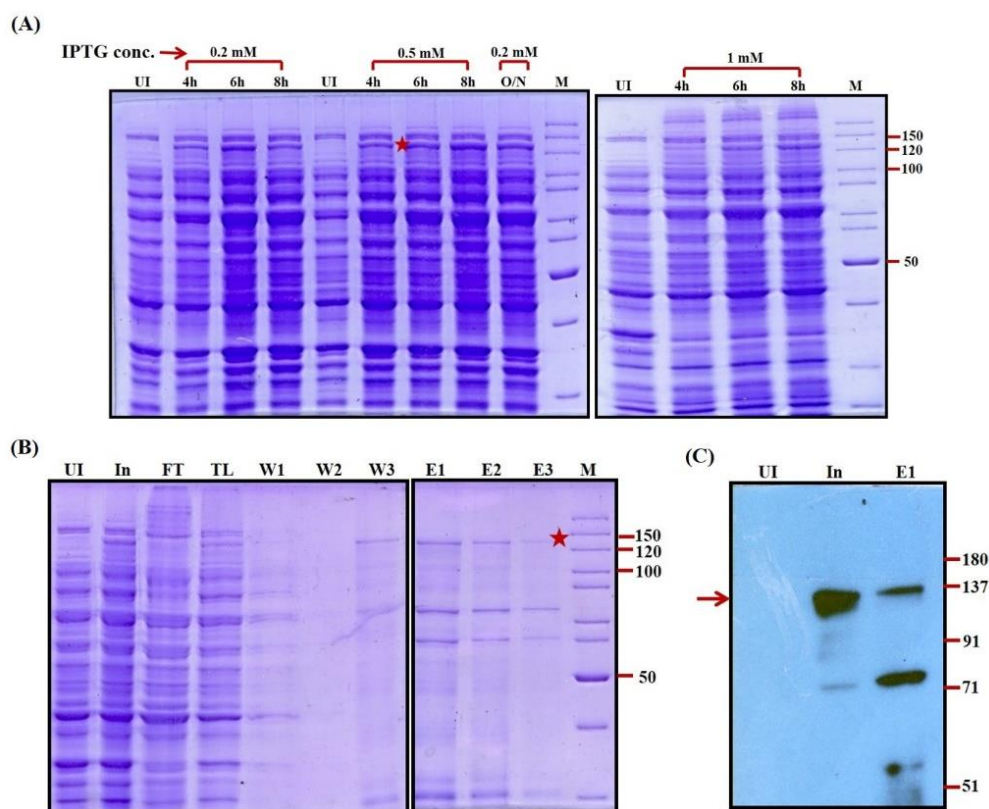 (A)
IPTG conc.
0.2 mM
0.5 mM
0.2 mM
1 mM
UI 4h 6h 8h UI 4h 6h 8h O/N M
UI 4h 6h 8h M
150
120
100
50
(B)
UI In FT TL W1 W2 W3 E1 E2 E3 M
150
120
100
50
(C)
UI In E1
180
137
91
71
51